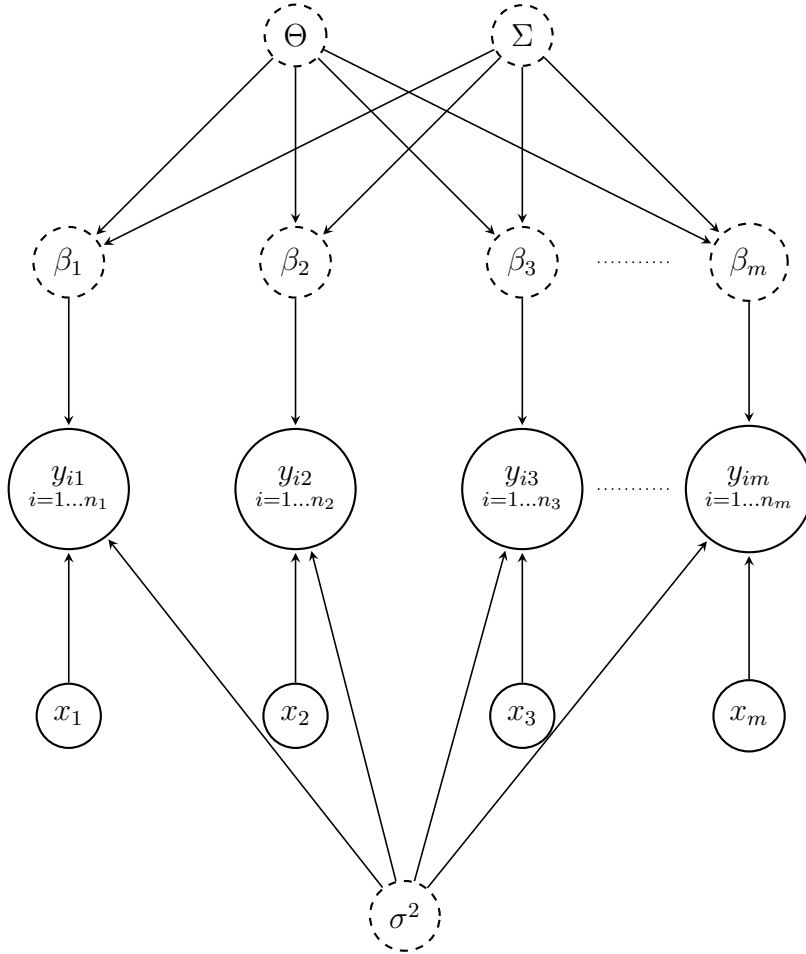 Θ Σ
β₁ β₂ β₃ βₘ
yᵢ₁ yᵢ₂ yᵢ₃ yᵢₘ
i=1...n₁ i=1...n₂ i=1...n₃ i=1...nₘ
x₁ x₂ x₃ xₘ
σ²